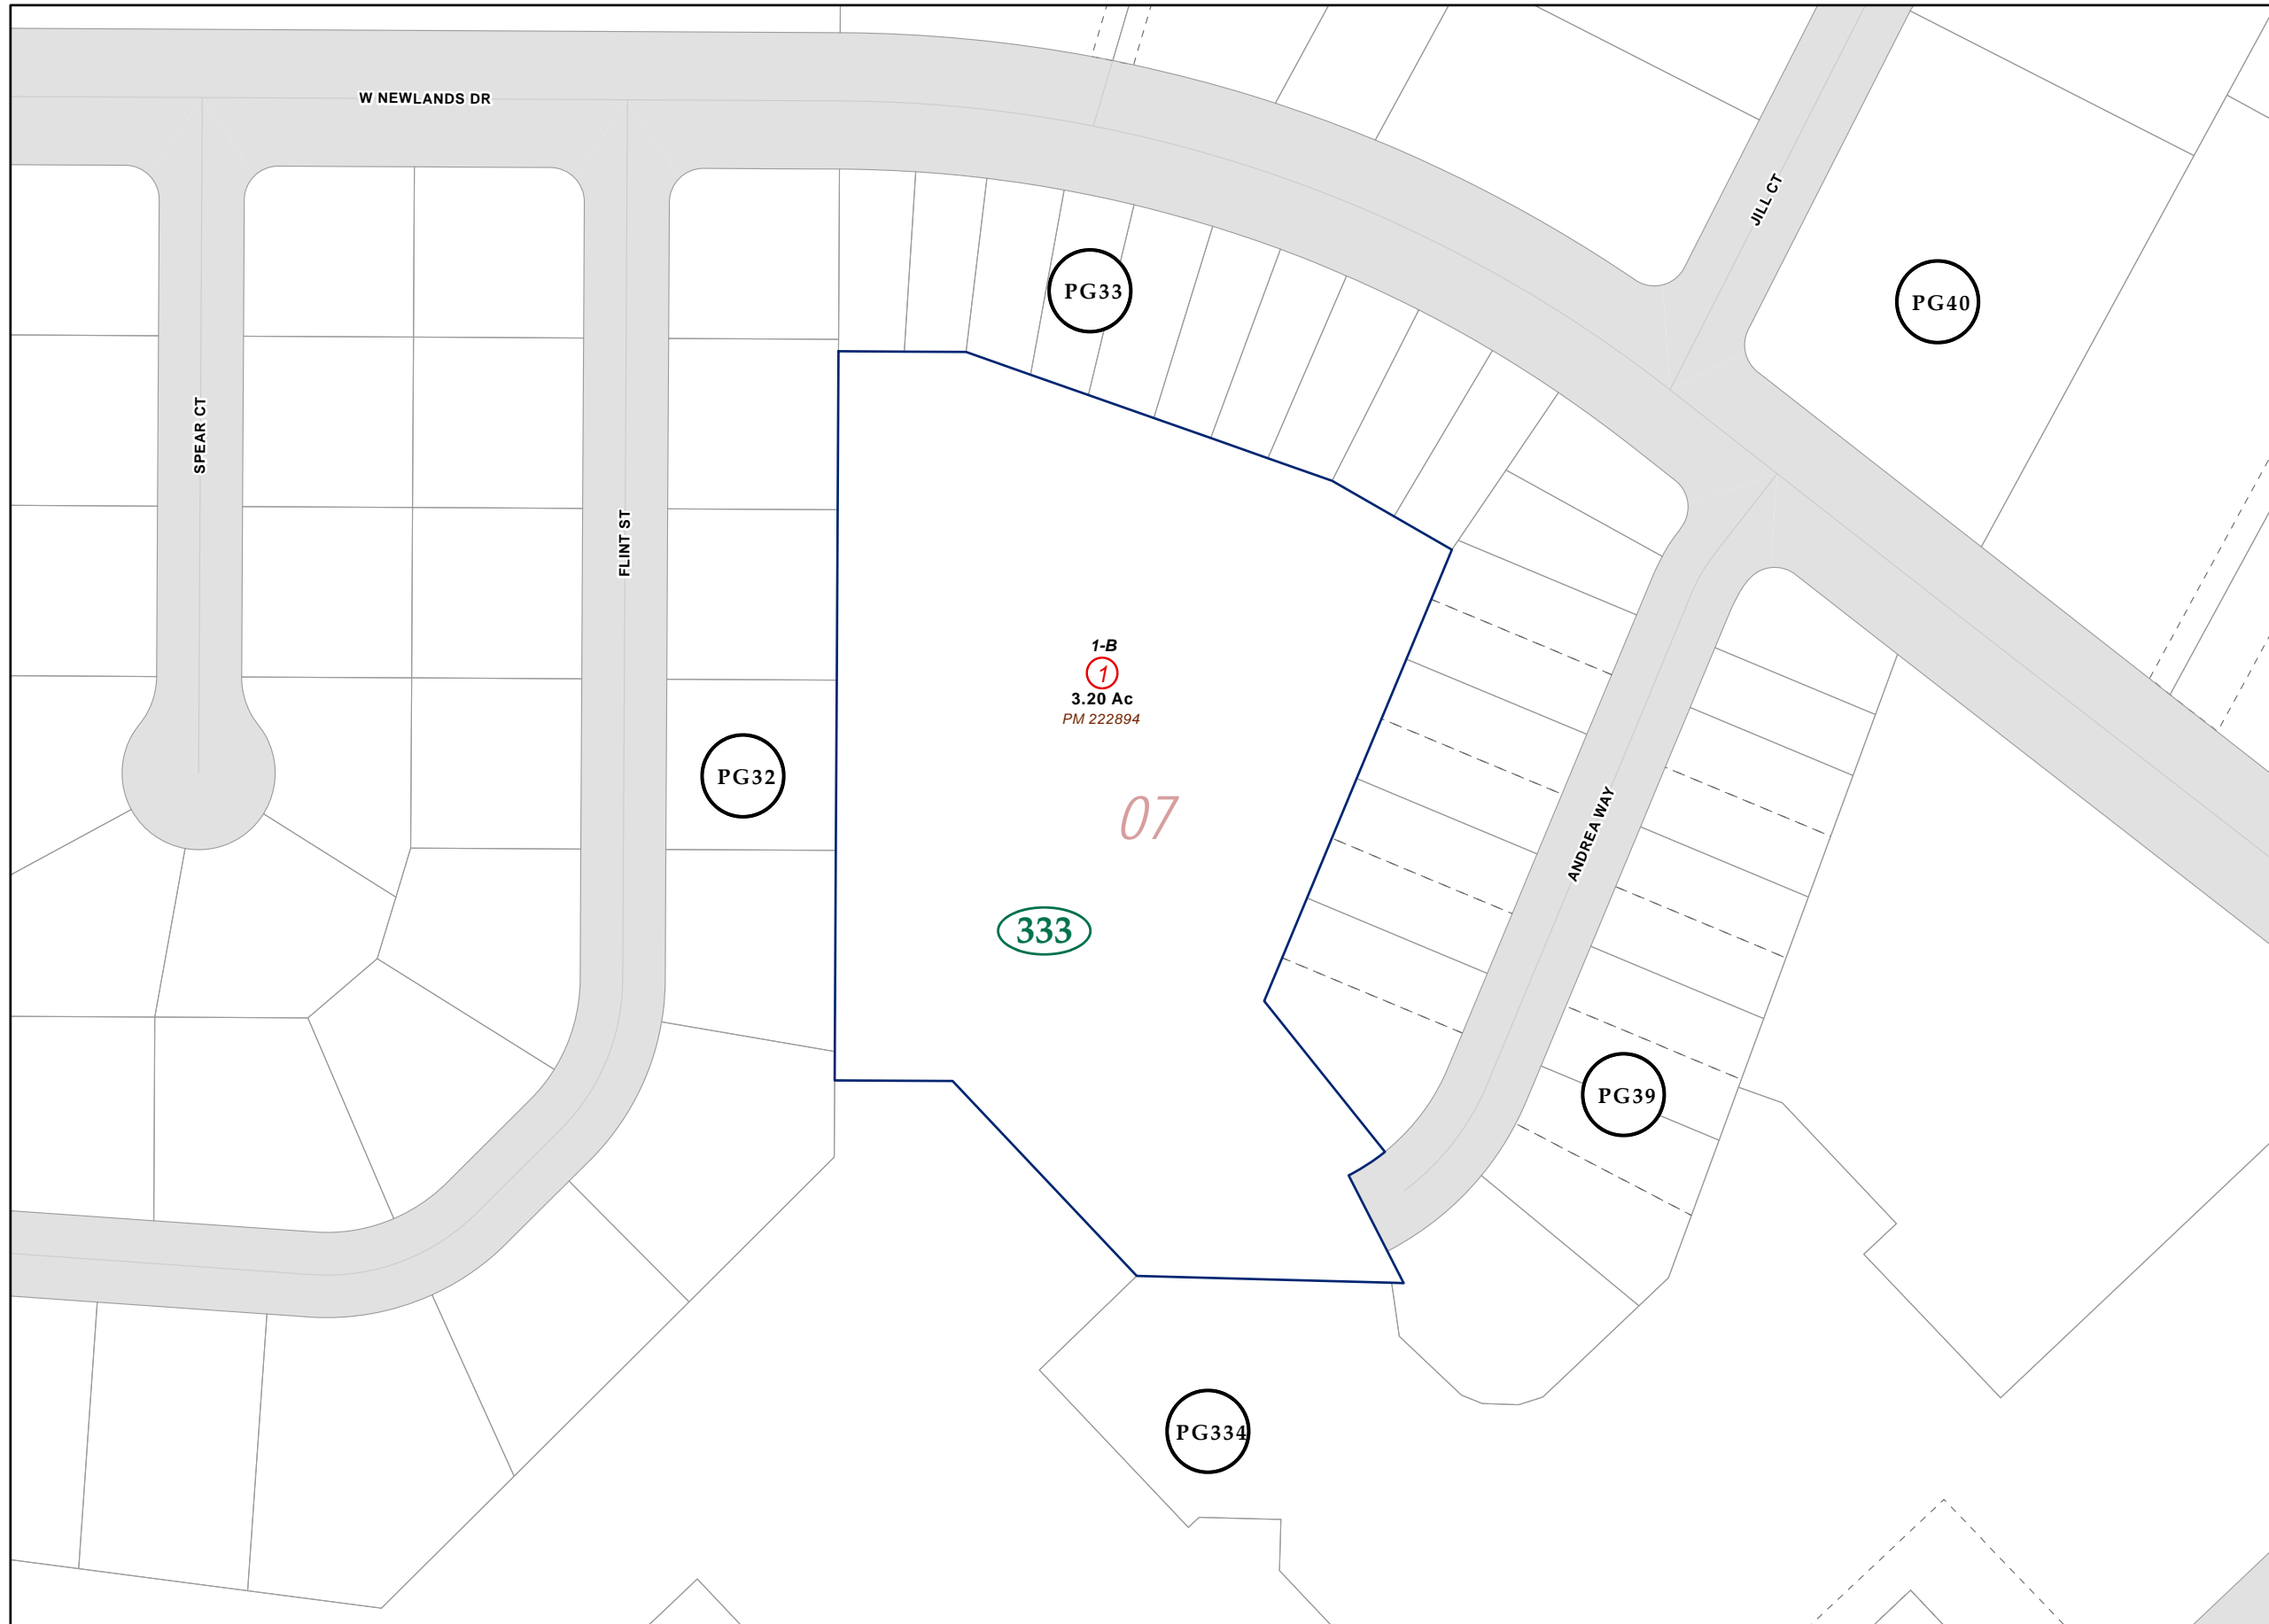 W NEWLANDS DR
JILL CT
PG33
PG40
SPEAR CT
FLINT ST
1-B
1
3.20 Ac
PM 222894
PG32
07
ANDREA WAY
333
PG39
PG334